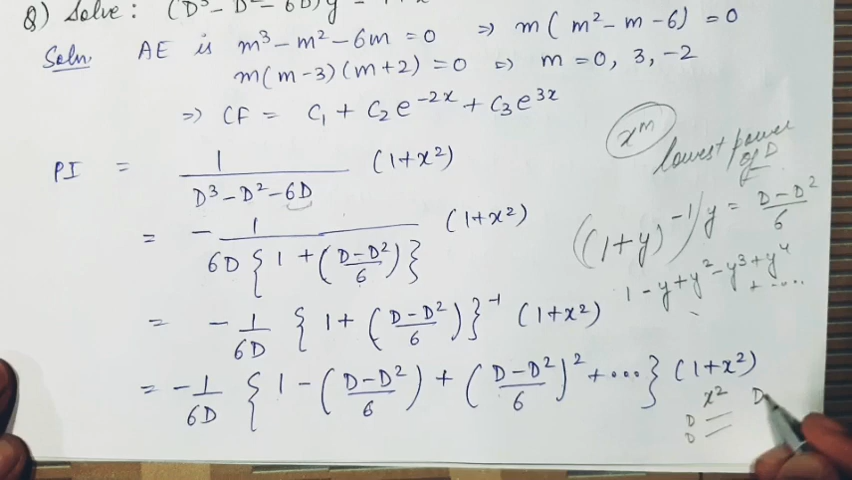 Q) Solve : (D³ - D² - 6D) y =
Soln. AE is m³ - m² - 6m = 0 ⇒ m ( m² - m - 6) = 0
m(m-3)(m+2) = 0 ⇒ m = 0, 3, -2
⇒ CF = C₁ + C₂e^{-2x} + C₃e^{3x}
x^m
lowest power
of D
PI = 1/(D³ - D² - 6D) (1+x²)
= - 1/(6D { 1 + ((D-D²)/6) }) (1+x²)
(1+y)^{-1} / y = (D-D²)/6
1 - y + y² - y³ + y⁴
+ ....
= - 1/(6D) { 1 + ((D-D²)/6) }^{-1} (1+x²)
= - 1/(6D) { 1 - ((D-D²)/6) + ((D-D²)/6)² + ... } (1+x²)
x² D
D
D